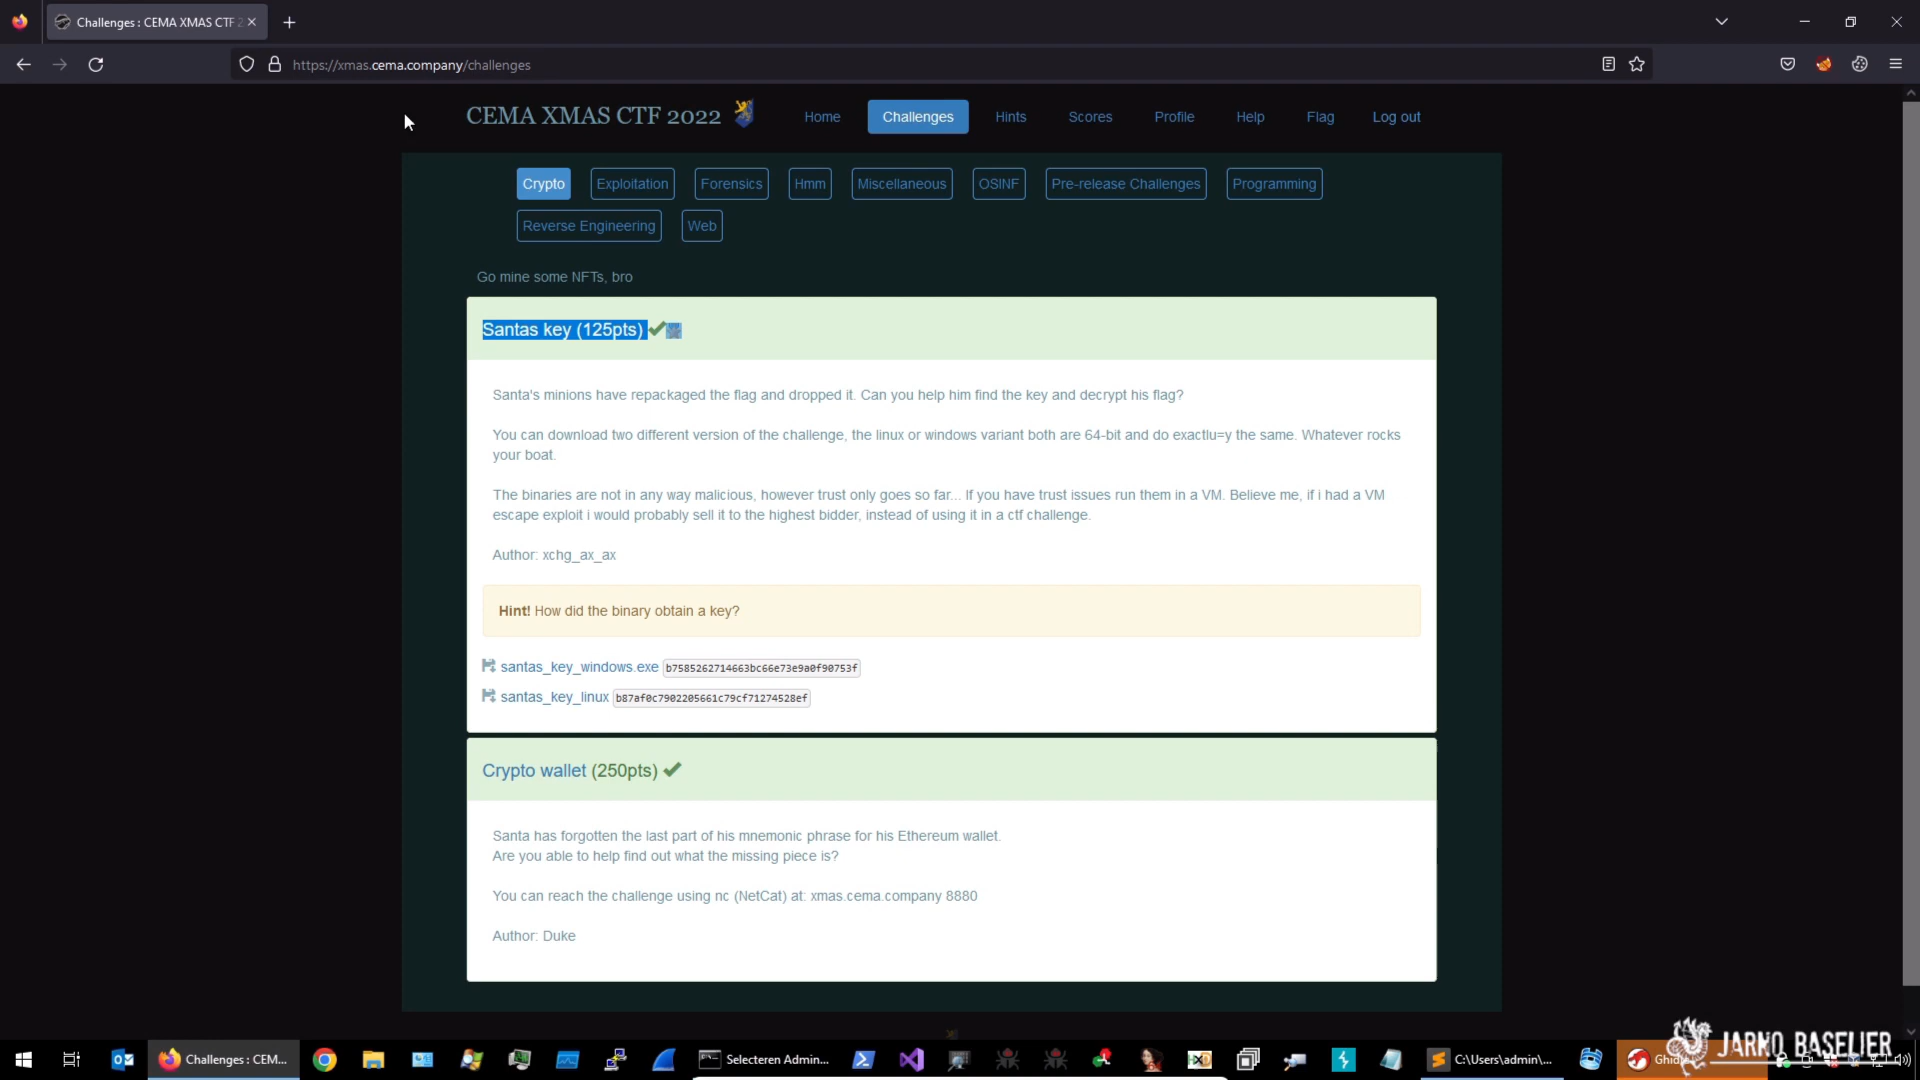 Challenges : CEMA XMAS CTF 2
https://xmas.cema.company/challenges
CEMA XMAS CTF 2022
Home
Challenges
Hints
Scores
Profile
Help
Flag
Log out
Crypto
Exploitation
Forensics
Hmm
Miscellaneous
OSINF
Pre-release Challenges
Programming
Reverse Engineering
Web
Go mine some NFTs, bro
Santas key (125pts)
Santa's minions have repackaged the flag and dropped it. Can you help him find the key and decrypt his flag?
You can download two different version of the challenge, the linux or windows variant both are 64-bit and do exactlu=y the same. Whatever rocks
your boat.
The binaries are not in any way malicious, however trust only goes so far... If you have trust issues run them in a VM. Believe me, if i had a VM
escape exploit i would probably sell it to the highest bidder, instead of using it in a ctf challenge.
Author: xchg_ax_ax
Hint! How did the binary obtain a key?
santas_key_windows.exe b7585262714663bc66e73e9a0f90753f
santas_key_linux b87af0c7902205661c79cf71274528ef
Crypto wallet (250pts)
Santa has forgotten the last part of his mnemonic phrase for his Ethereum wallet.
Are you able to help find out what the missing piece is?
You can reach the challenge using nc (NetCat) at: xmas.cema.company 8880
Author: Duke
Challenges : CEM...
Selecteren Admin...
C:\Users\admin\...
JARNO BASELIER